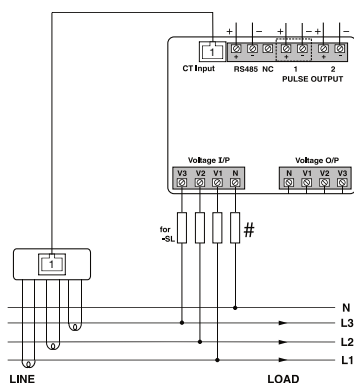 + − + − + −
1
+ − + − + −
CT Input
RS485 NC 1 2
PULSE OUTPUT
Voltage I/P
Voltage O/P
V3 V2 V1 N
N V1 V2 V3
for
-SL
#
1
N
L3
L2
L1
LINE
LOAD